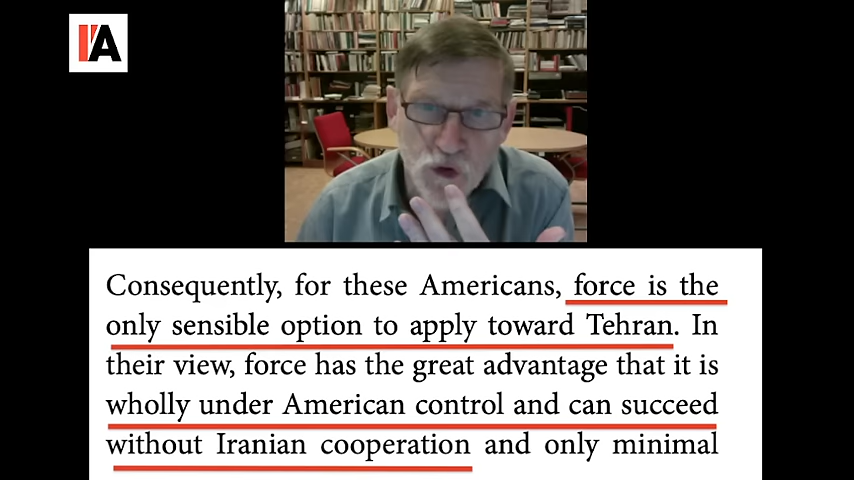 IA
Consequently, for these Americans, force is the
only sensible option to apply toward Tehran. In
their view, force has the great advantage that it is
wholly under American control and can succeed
without Iranian cooperation and only minimal